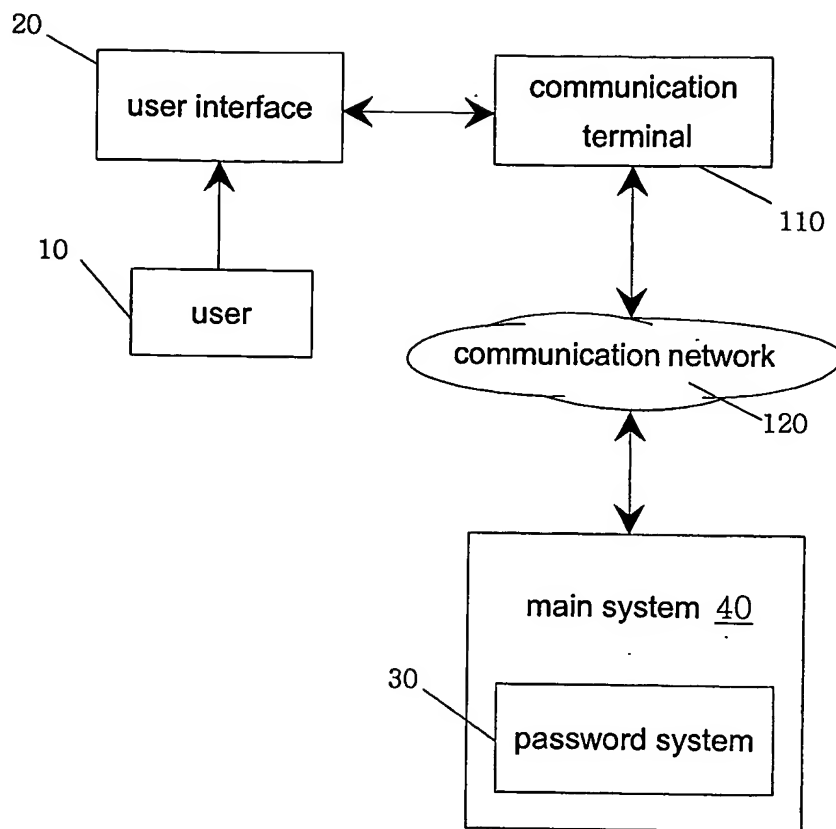 20
user interface
communication
terminal
110
10
user
communication network
120
main system 40
30
password system